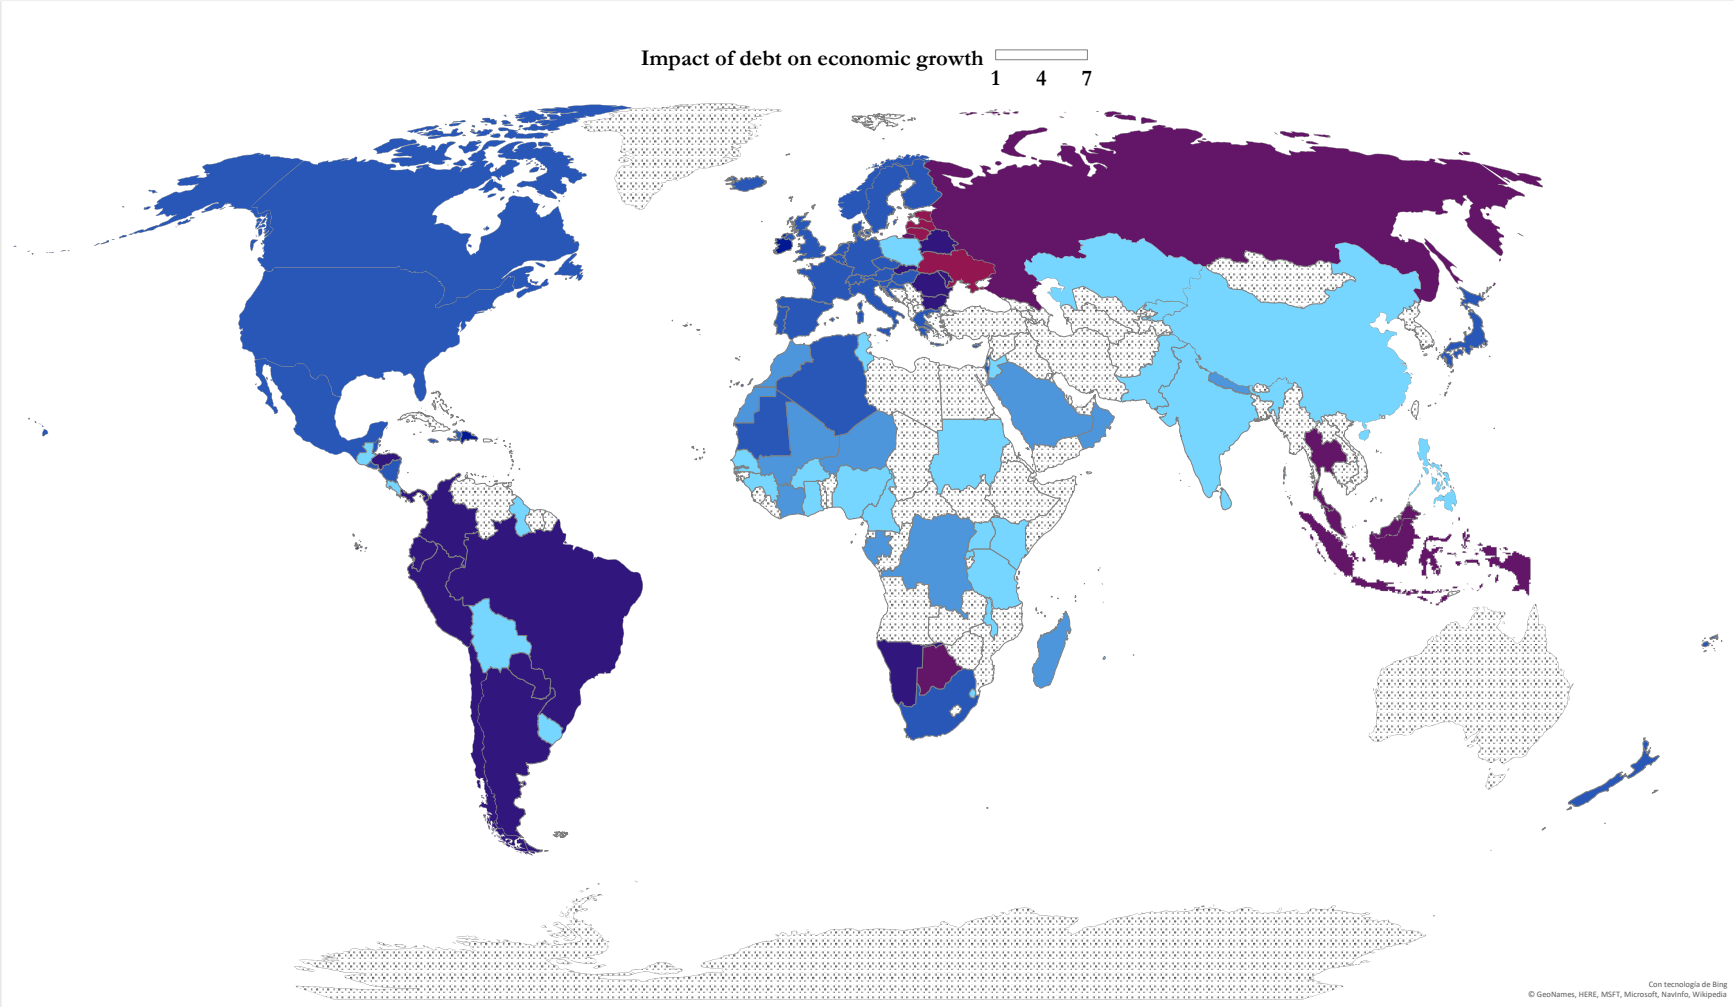 Impact of debt on economic growth
1 4 7
Con tecnología de Bing
© GeoNames, HERE, MSFT, Microsoft, NavInfo, Wikipedia